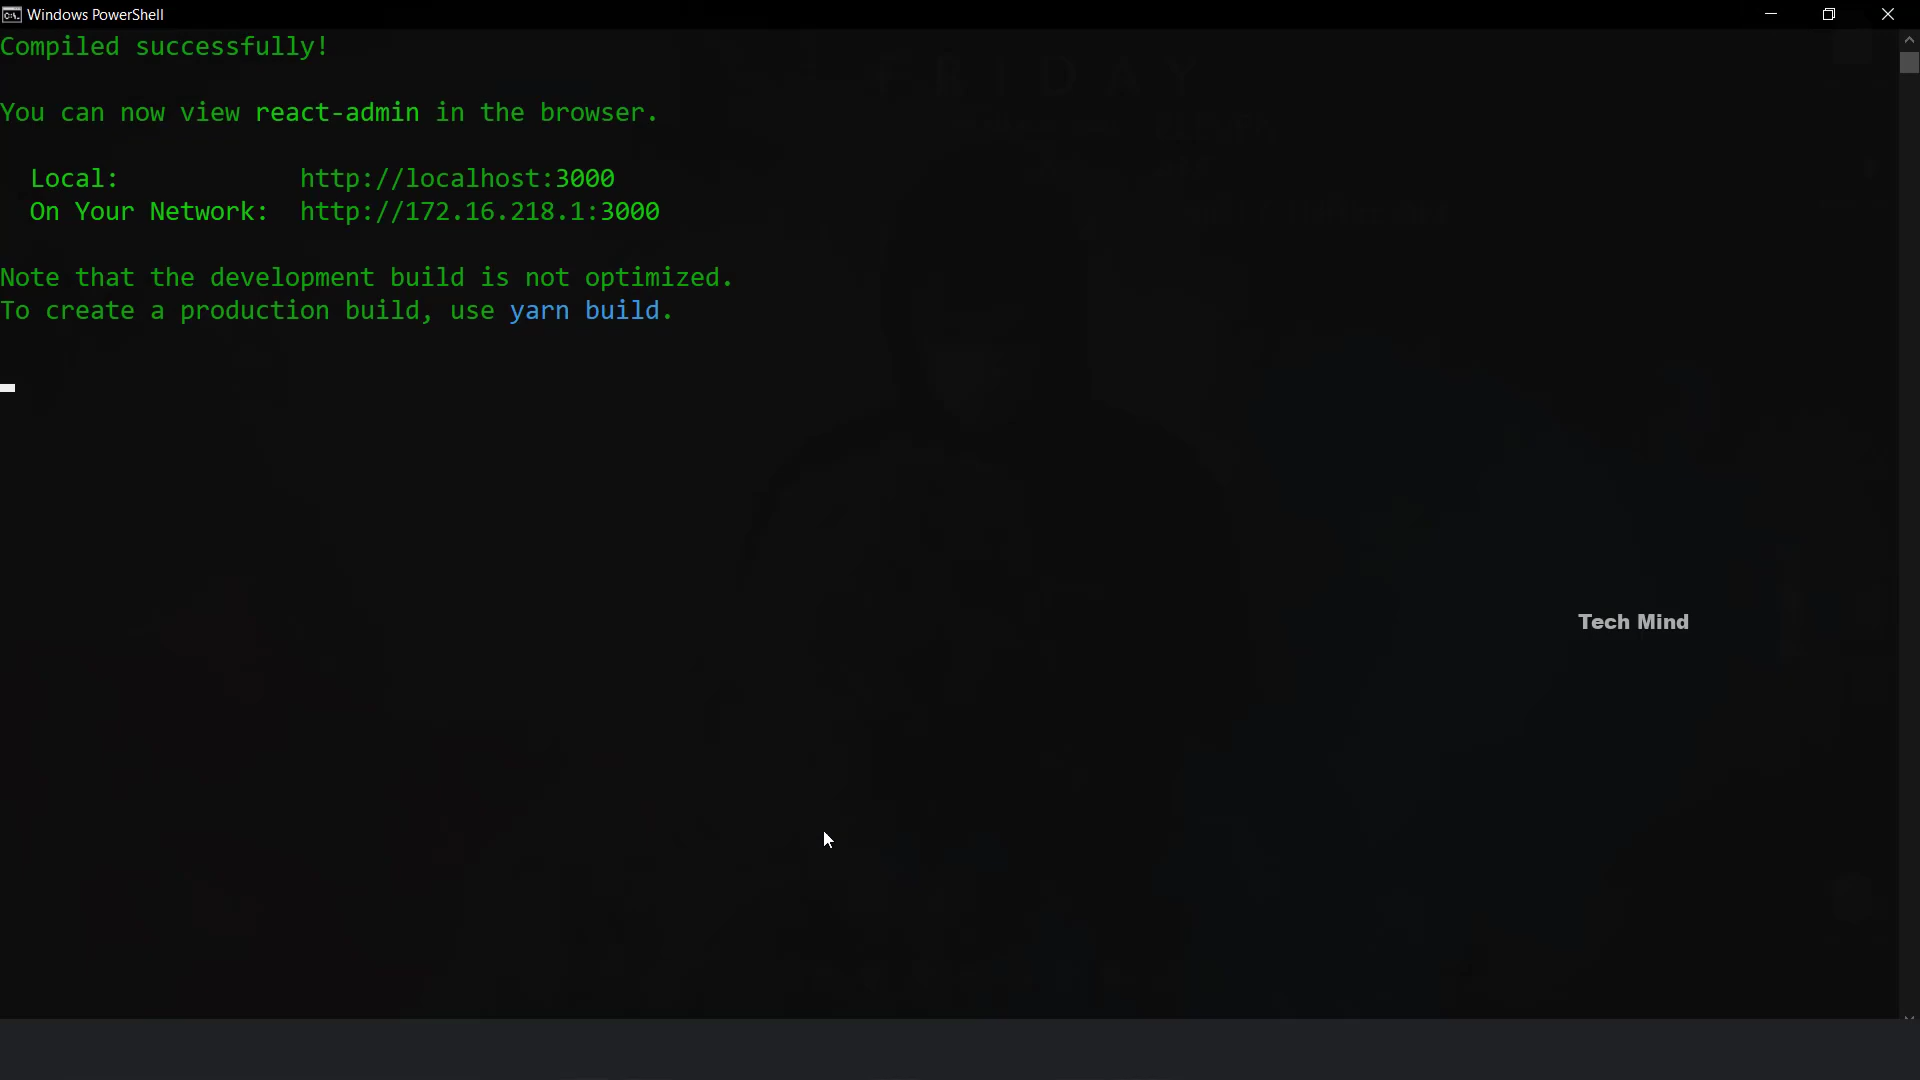 Windows PowerShell
Compiled successfully!
You can now view react-admin in the browser.
Local: http://localhost:3000
On Your Network: http://172.16.218.1:3000
Note that the development build is not optimized.
To create a production build, use yarn build.
FRIDAY
Tech Mind